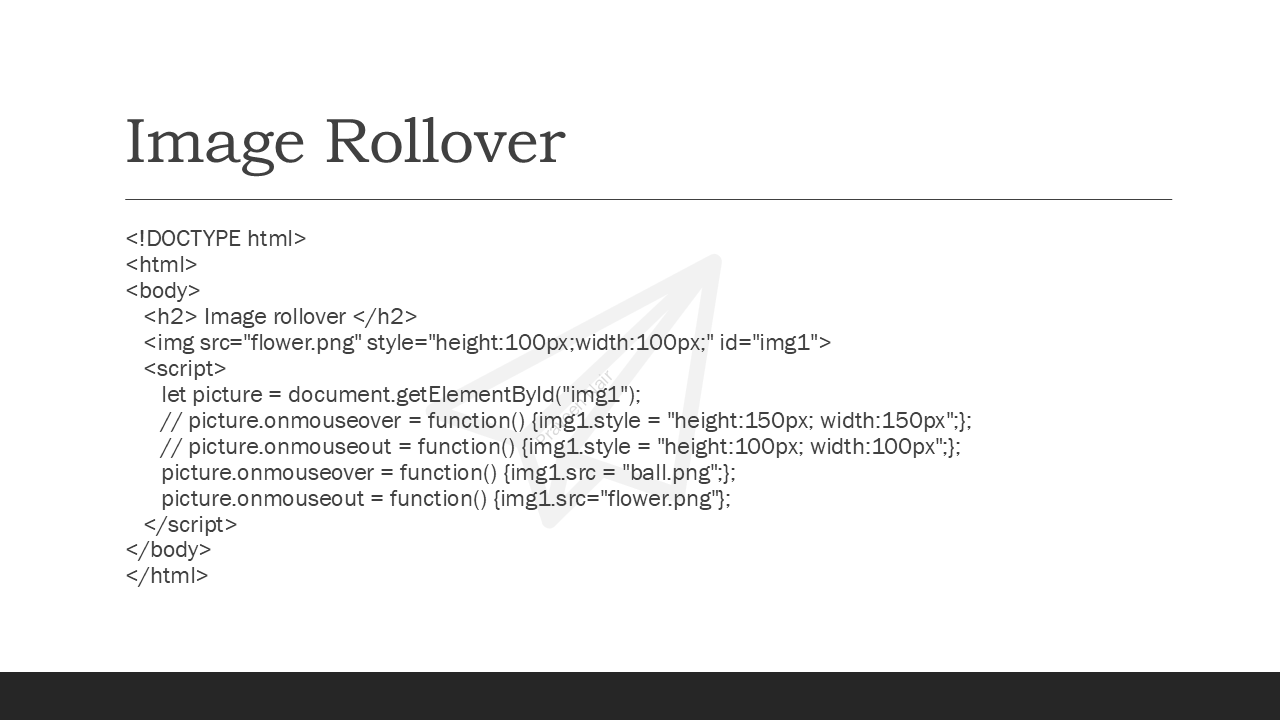 Image Rollover
<!DOCTYPE html>
<html>
<body>
<h2> Image rollover </h2>
<img src="flower.png" style="height:100px;width:100px;" id="img1">
<script>
let picture = document.getElementById("img1");
// picture.onmouseover = function() {img1.style = "height:150px; width:150px";};
// picture.onmouseout = function() {img1.style = "height:100px; width:100px";};
picture.onmouseover = function() {img1.src = "ball.png";};
picture.onmouseout = function() {img1.src="flower.png"};
</script>
</body>
</html>